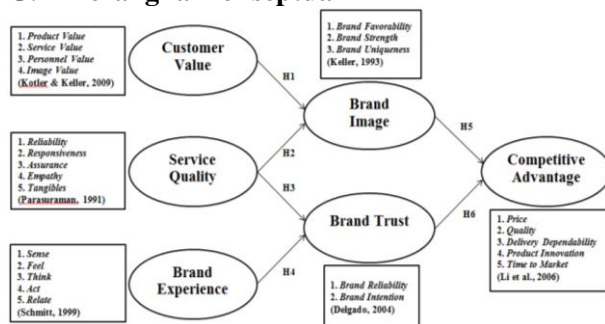 1. Product Value
2. Service Value
3. Personnel Value
4. Image Value
(Kotler & Keller, 2009)
Customer
Value
1. Brand Favorability
2. Brand Strength
3. Brand Uniqueness
(Keller, 1993)
H1
Brand
Image
H2
H5
1. Reliability
2. Responsiveness
3. Assurance
4. Empathy
5. Tangibles
(Parasuraman, 1991)
Service
Quality
H3
Competitive
Advantage
Brand Trust
H6
H4
1. Price
2. Quality
3. Delivery Dependability
4. Product Innovation
5. Time to Market
(Li et al., 2006)
1. Sense
2. Feel
3. Think
4. Act
5. Relate
(Schmitt, 1999)
Brand
Experience
1. Brand Reliability
2. Brand Intention
(Delgado, 2004)